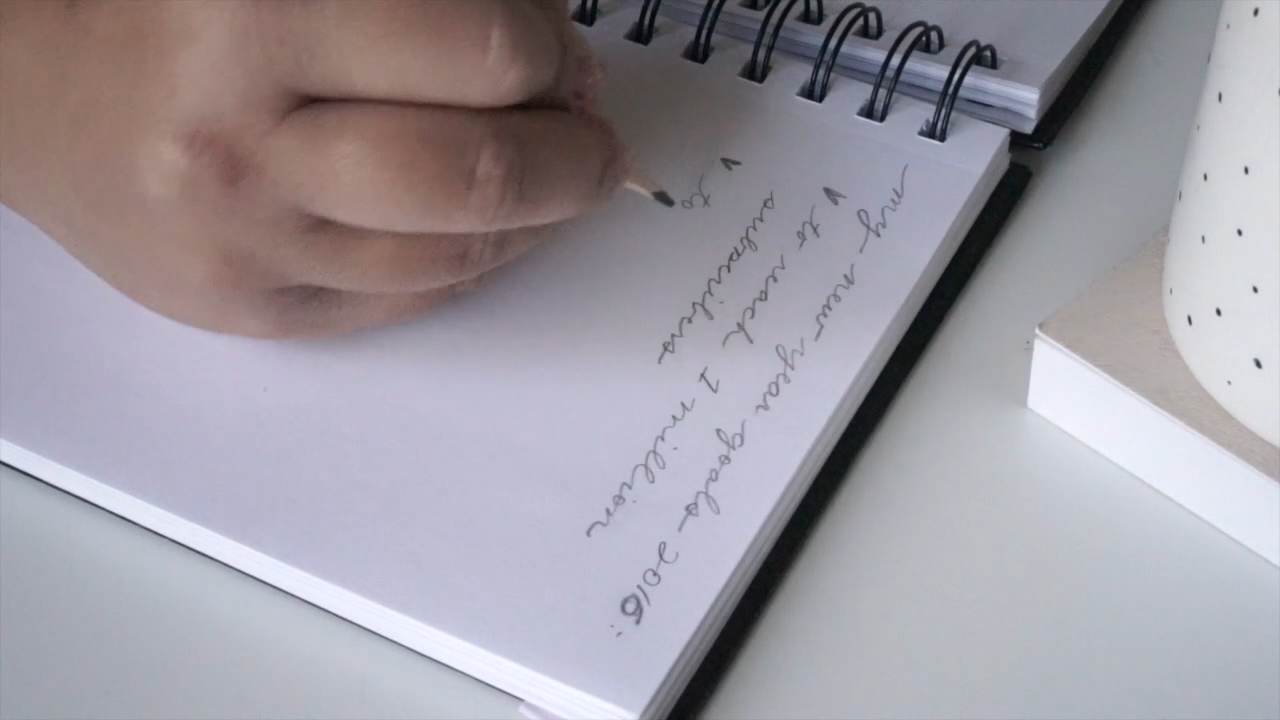 my new year goals 2016:
v to reach 1 million
subscribers
v to